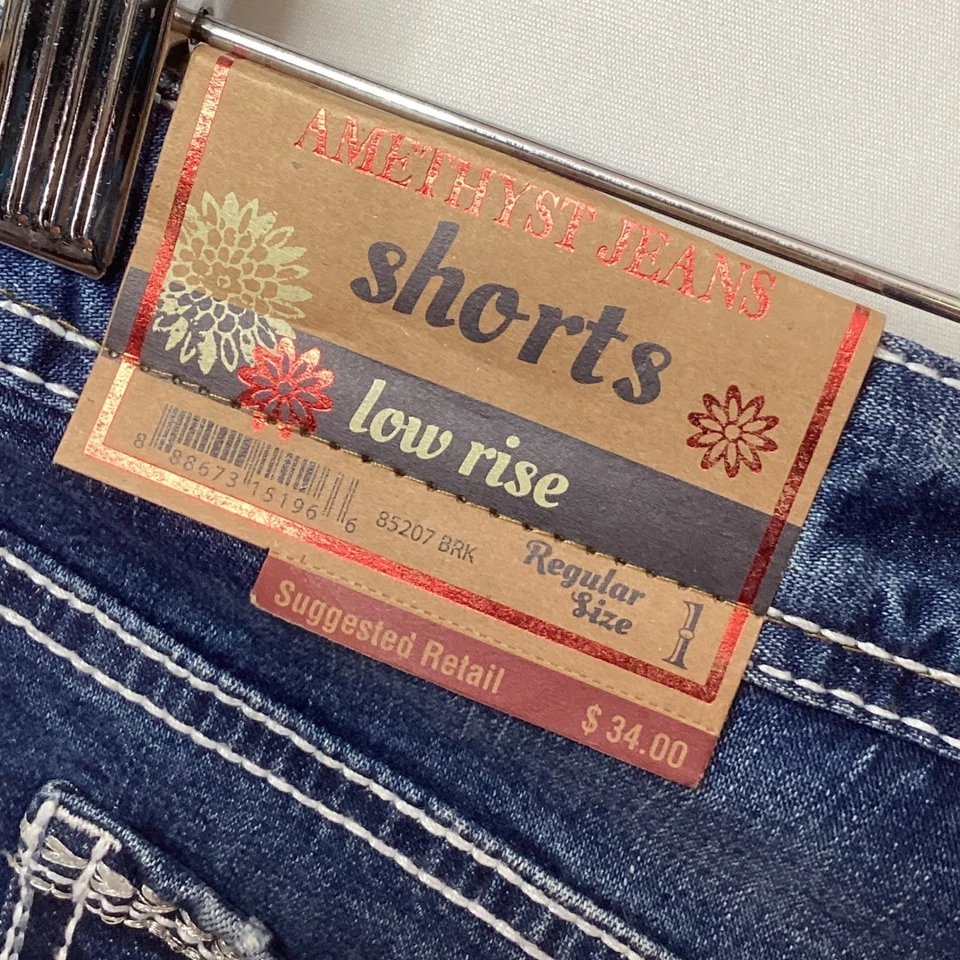 AMETHYST JEANS
shorts
low rise
8 88673 15196 6
85207 BRK
Regular
Size
1
Suggested Retail
$ 34.00